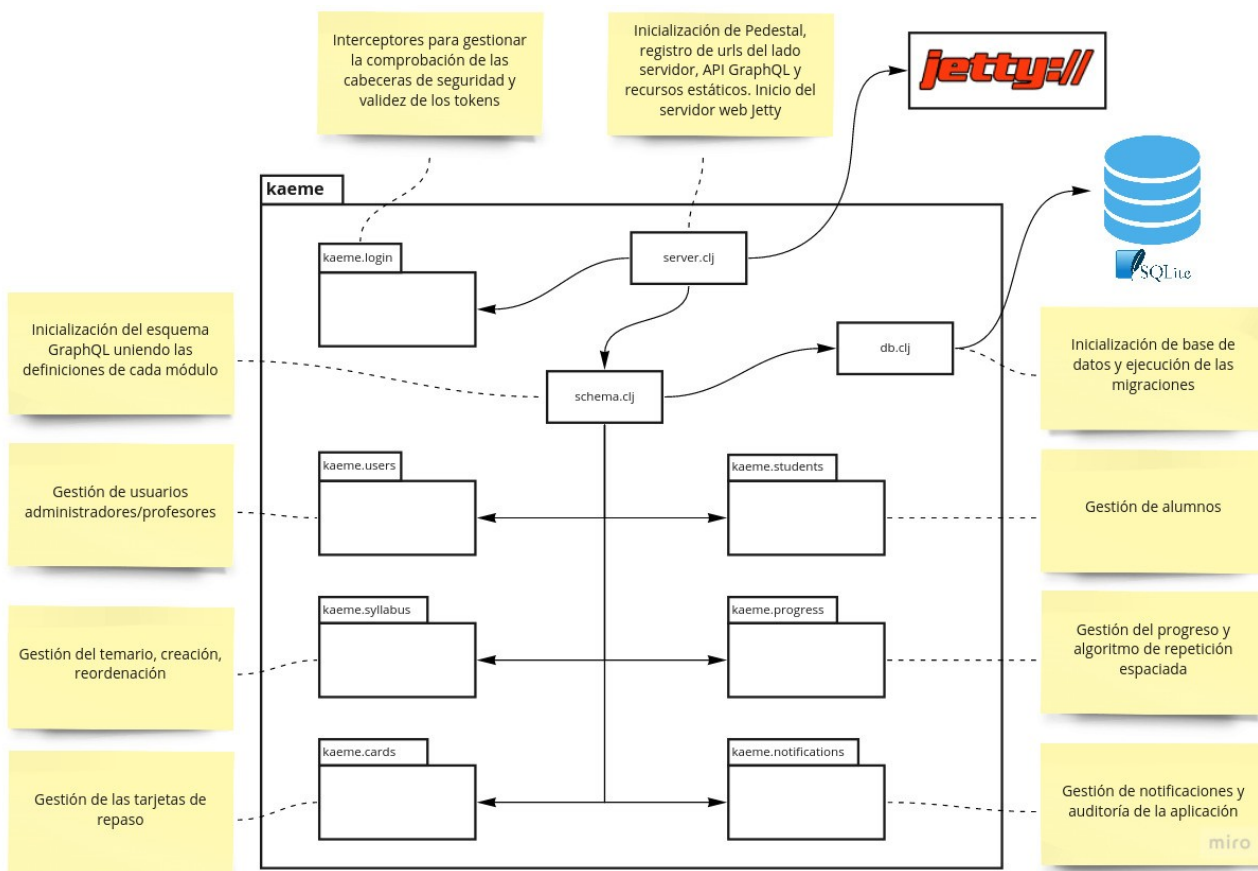 Interceptores para gestionar
la comprobación de las
cabeceras de seguridad y
validez de los tokens
Inicialización de Pedestal,
registro de urls del lado
servidor, API GraphQL y
recursos estáticos. Inicio del
servidor web Jetty
jetty://
kaeme
kaeme.login
server.clj
SQLite
Inicialización del esquema
GraphQL uniendo las
definiciones de cada módulo
db.clj
Inicialización de base de
datos y ejecución de las
migraciones
schema.clj
Gestión de usuarios
administradores/profesores
kaeme.users
kaeme.students
Gestión de alumnos
Gestión del temario, creación,
reordenación
kaeme.syllabus
kaeme.progress
Gestión del progreso y
algoritmo de repetición
espaciada
Gestión de las tarjetas de
repaso
kaeme.cards
kaeme.notifications
Gestión de notificaciones y
auditoría de la aplicación
miro